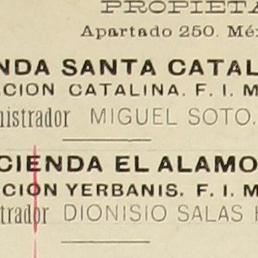 PROPIETA
Apartado 250. Méx
NDA SANTA CATAL
CION CATALINA. F. I. M
nistrador MIGUEL SOTO.
CIENDA EL ALAMO
CION YERBANIS. F. I. M
trador DIONISIO SALAS